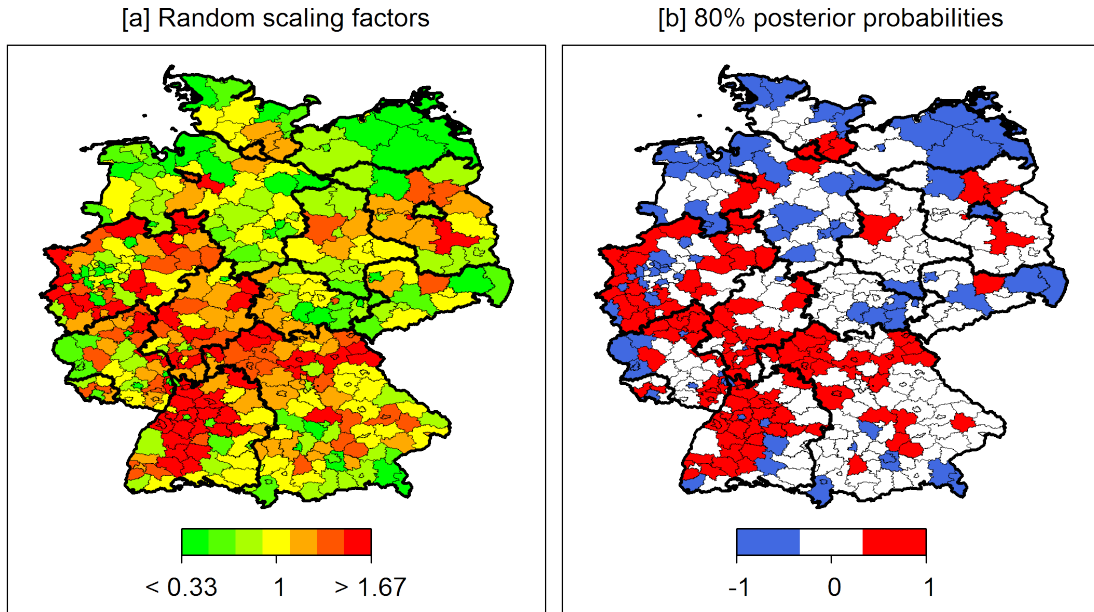 [a] Random scaling factors
[b] 80% posterior probabilities
< 0.33 1 > 1.67
-1 0 1